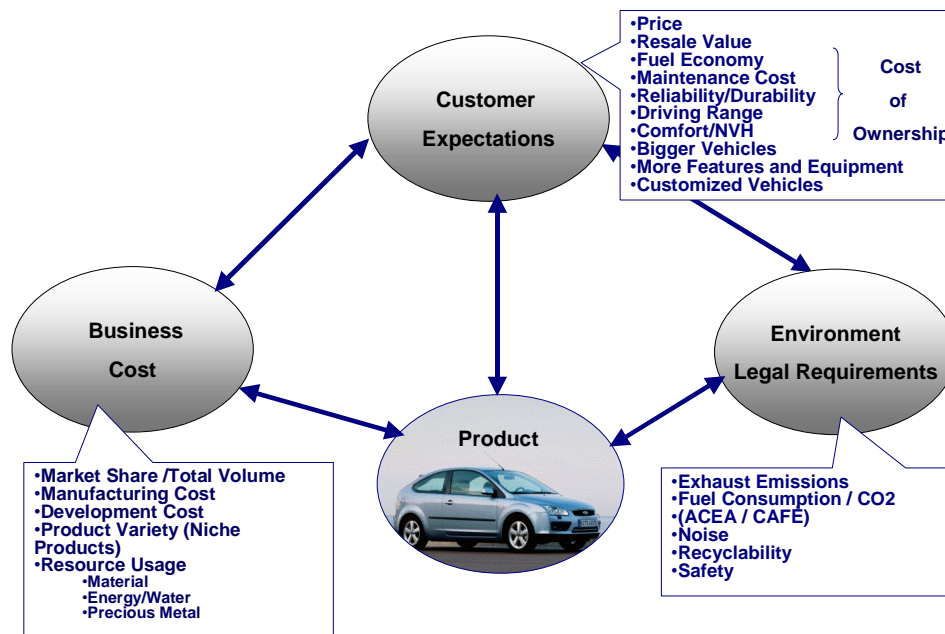 •Price
•Resale Value
•Fuel Economy
•Maintenance Cost
•Reliability/Durability
•Driving Range
•Comfort/NVH
•Bigger Vehicles
•More Features and Equipment
•Customized Vehicles
Cost
of
Ownership
Customer
Expectations
Business
Cost
Environment
Legal Requirements
Product
•Market Share /Total Volume
•Manufacturing Cost
•Development Cost
•Product Variety (Niche
Products)
•Resource Usage
•Material
•Energy/Water
•Precious Metal
•Exhaust Emissions
•Fuel Consumption / CO2
•(ACEA / CAFE)
•Noise
•Recyclability
•Safety